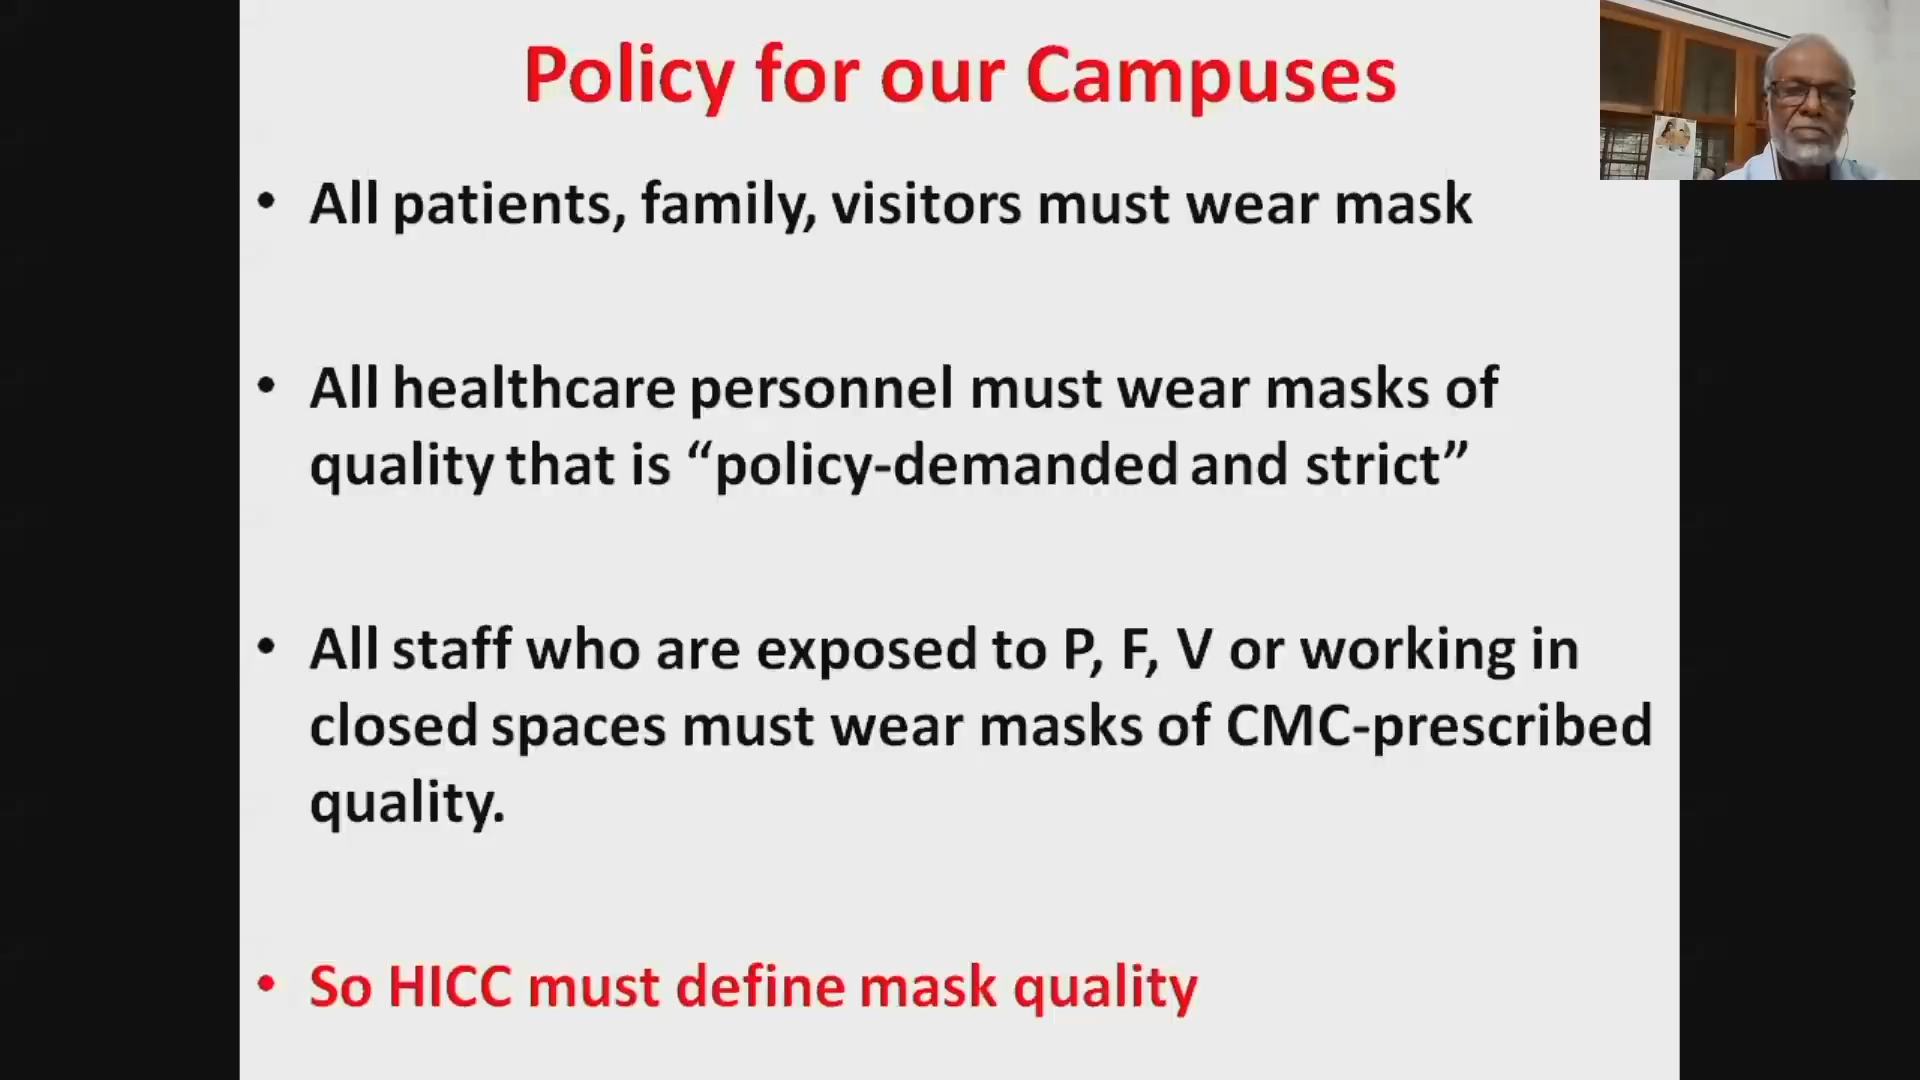 Policy for our Campuses
• All patients, family, visitors must wear mask
• All healthcare personnel must wear masks of
quality that is “policy-demanded and strict”
• All staff who are exposed to P, F, V or working in
closed spaces must wear masks of CMC-prescribed
quality.
• So HICC must define mask quality